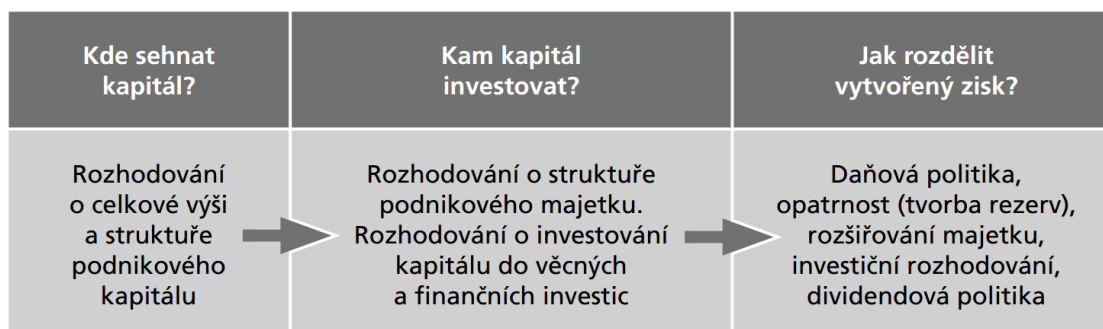 Kde sehnat
kapitál?
Kam kapitál
investovat?
Jak rozdělit
vytvořený zisk?
Rozhodování
o celkové výši
a struktuře
podnikového
kapitálu
Rozhodování o struktuře
podnikového majetku.
Rozhodování o investování
kapitálu do věcných
a finančních investic
Daňová politika,
opatrnost (tvorba rezerv),
rozšiřování majetku,
investiční rozhodování,
dividendová politika